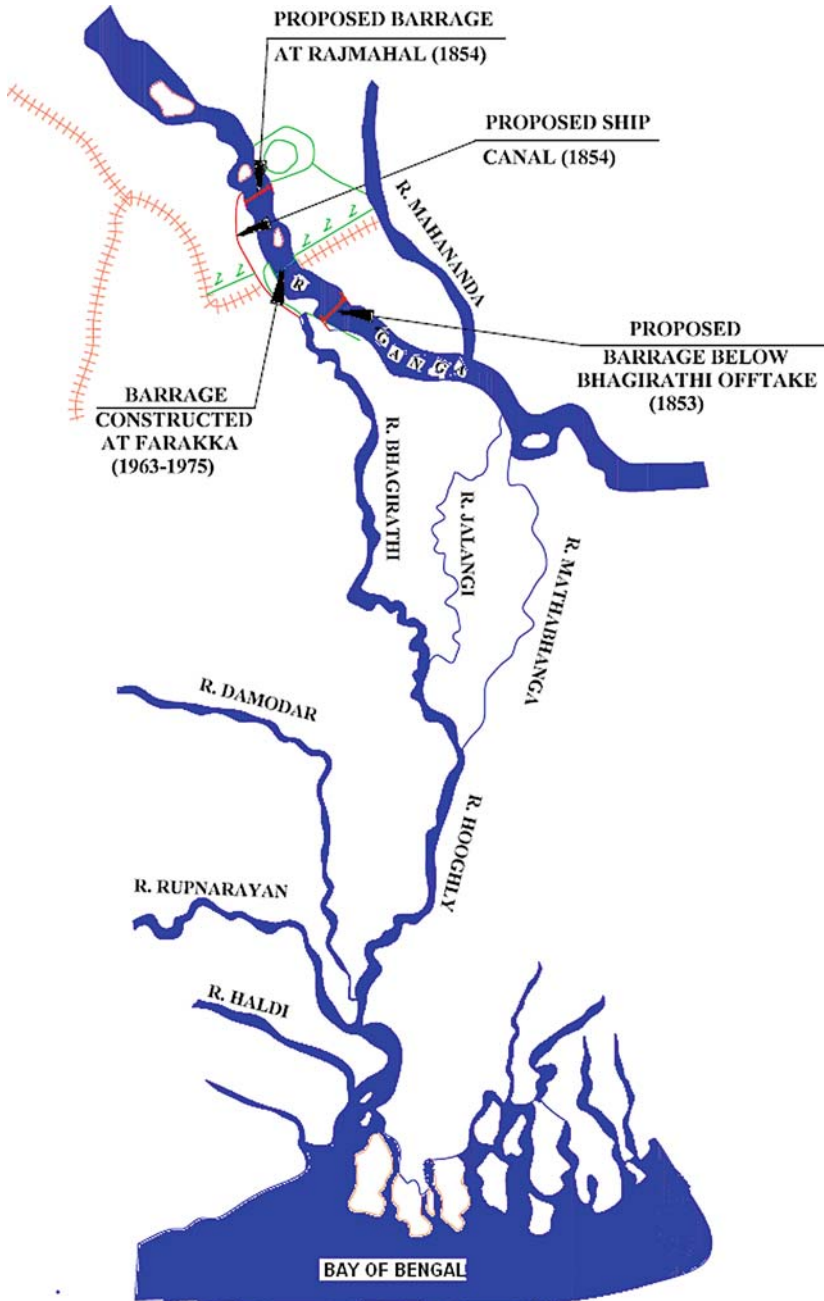 PROPOSED BARRAGE
AT RAJMAHAL (1854)
PROPOSED SHIP
CANAL (1854)
R. MAHANANDA
R GANGA
PROPOSED
BARRAGE BELOW
BHAGIRATHI OFFTAKE
(1853)
BARRAGE
CONSTRUCTED
AT FARAKKA
(1963-1975)
R. BHAGIRATHI
R. JALANGI
R. MATHABHANGA
R. DAMODAR
R. HOOGHLY
R. RUPNARAYAN
R. HALDI
BAY OF BENGAL